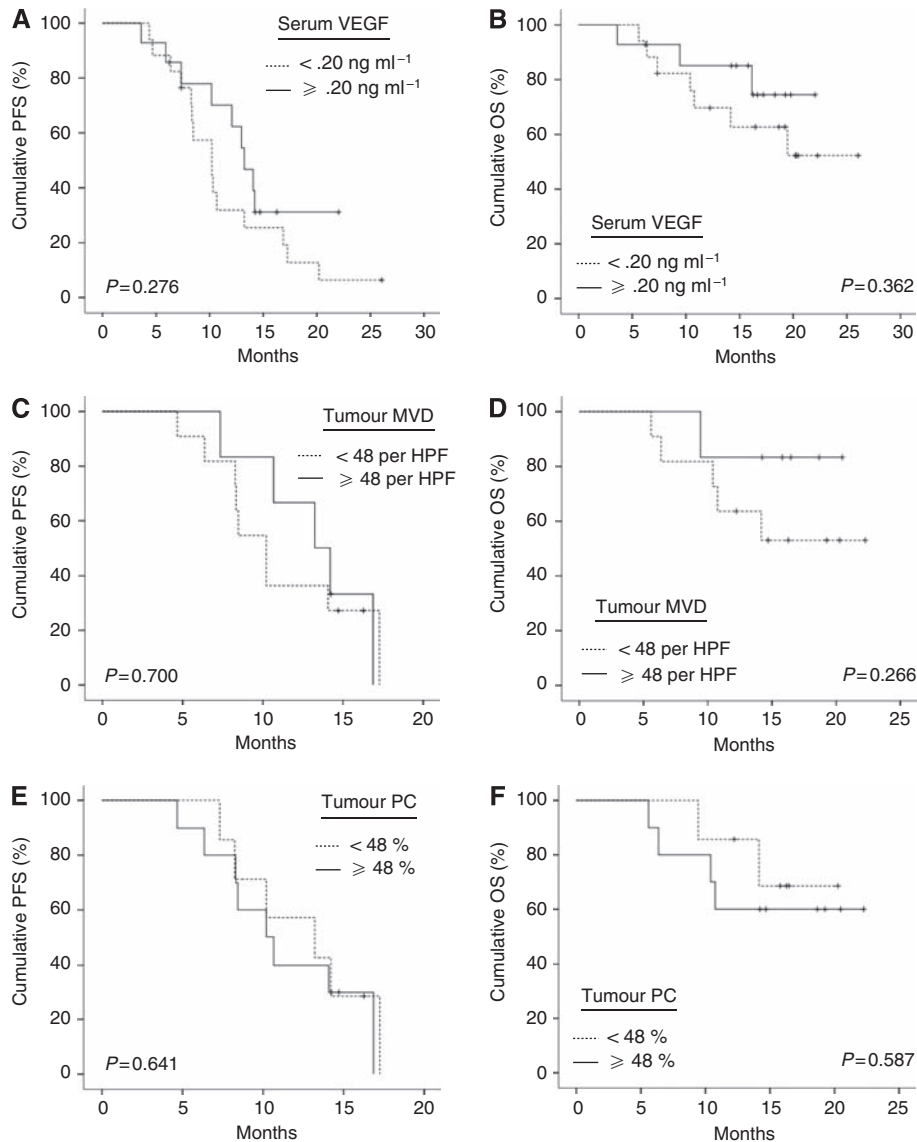 A
Cumulative PFS (%)
100
80
60
40
20
0
Serum VEGF
< .20 ng ml⁻¹
⩾ .20 ng ml⁻¹
P=0.276
0 5 10 15 20 25 30
Months
B
Cumulative OS (%)
100
80
60
40
20
0
Serum VEGF
< .20 ng ml⁻¹
⩾ .20 ng ml⁻¹
P=0.362
0 5 10 15 20 25 30
Months
C
Cumulative PFS (%)
100
80
60
40
20
0
Tumour MVD
< 48 per HPF
⩾ 48 per HPF
P=0.700
0 5 10 15 20
Months
D
Cumulative OS (%)
100
80
60
40
20
0
Tumour MVD
< 48 per HPF
⩾ 48 per HPF
P=0.266
0 5 10 15 20 25
Months
E
Cumulative PFS (%)
100
80
60
40
20
0
Tumour PC
< 48 %
⩾ 48 %
P=0.641
0 5 10 15 20
Months
F
Cumulative OS (%)
100
80
60
40
20
0
Tumour PC
< 48 %
⩾ 48 %
P=0.587
0 5 10 15 20 25
Months